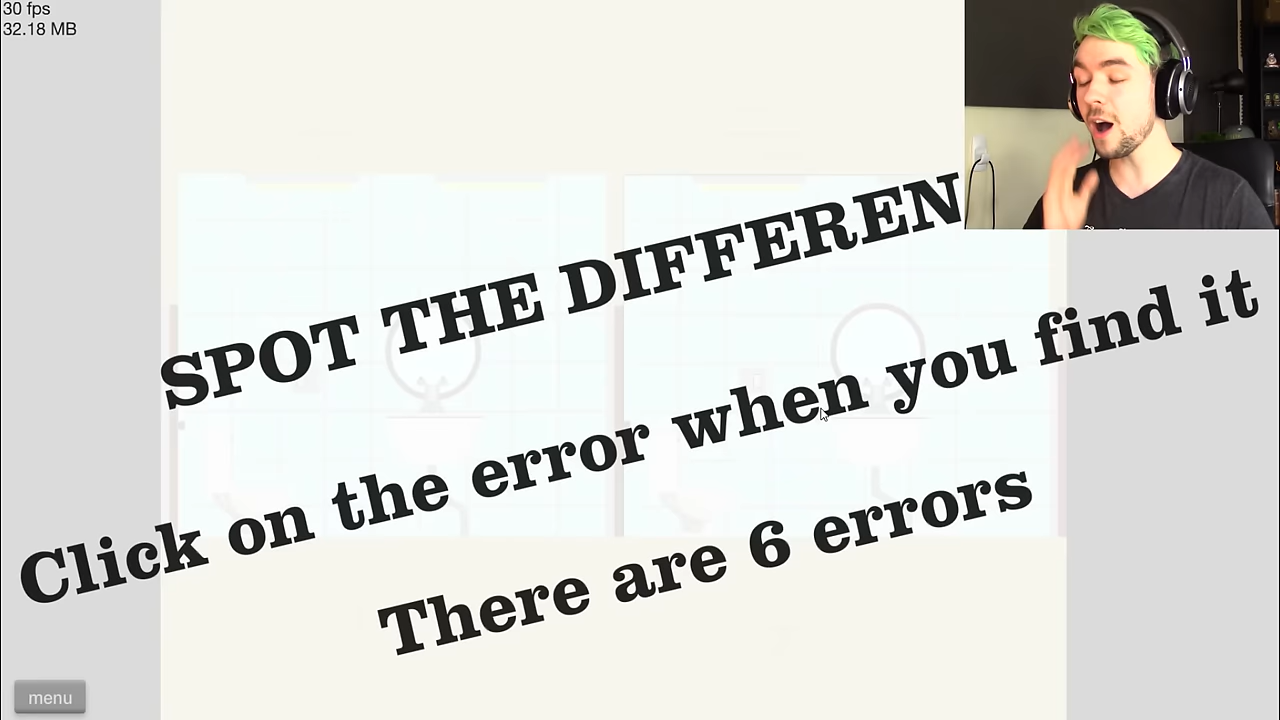 30 fps
32.18 MB
SPOT THE DIFFEREN
Click on the error when you find it
There are 6 errors
menu